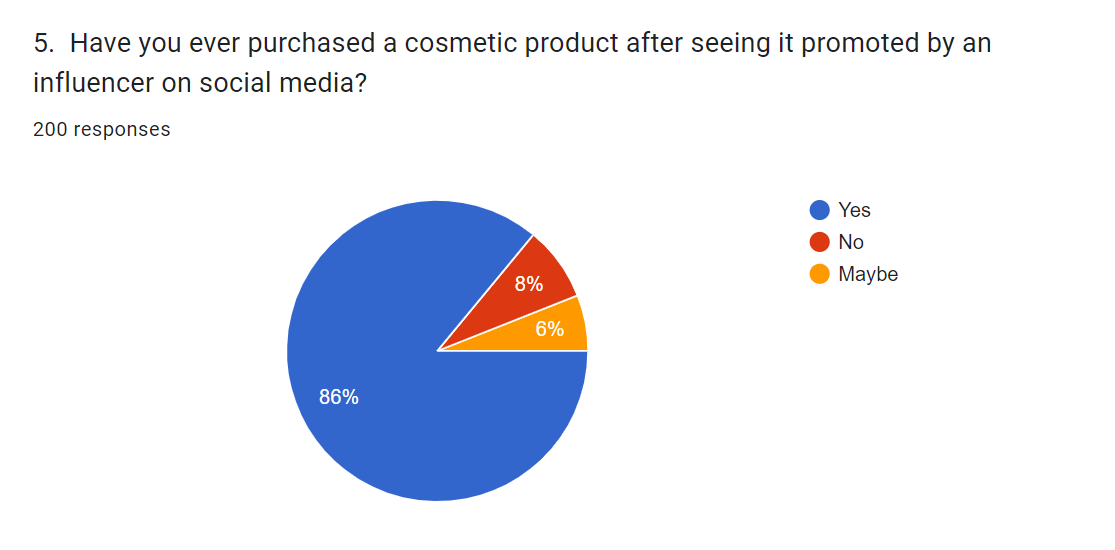 5. Have you ever purchased a cosmetic product after seeing it promoted by an
influencer on social media?
200 responses
Yes
No
Maybe
8%
6%
86%